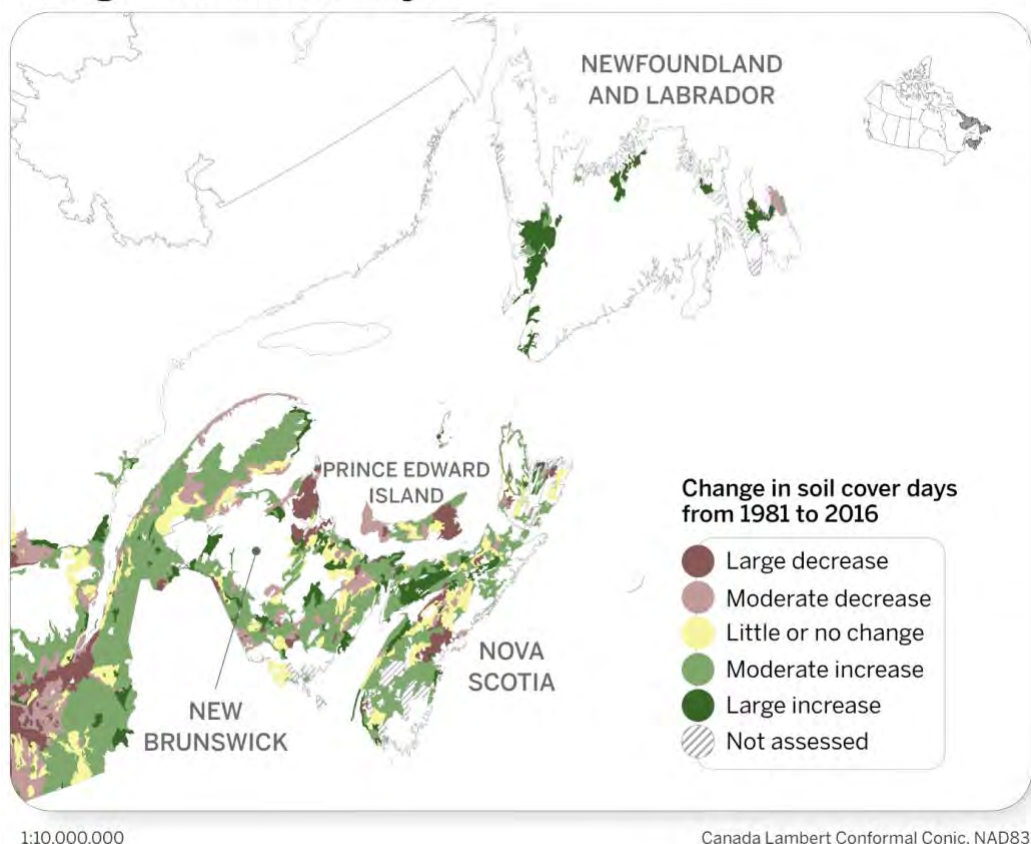 NEWFOUNDLAND
AND LABRADOR
PRINCE EDWARD
ISLAND
NOVA
SCOTIA
NEW
BRUNSWICK
Change in soil cover days
from 1981 to 2016
Large decrease
Moderate decrease
Little or no change
Moderate increase
Large increase
Not assessed
1:10,000,000
Canada Lambert Conformal Conic, NAD83